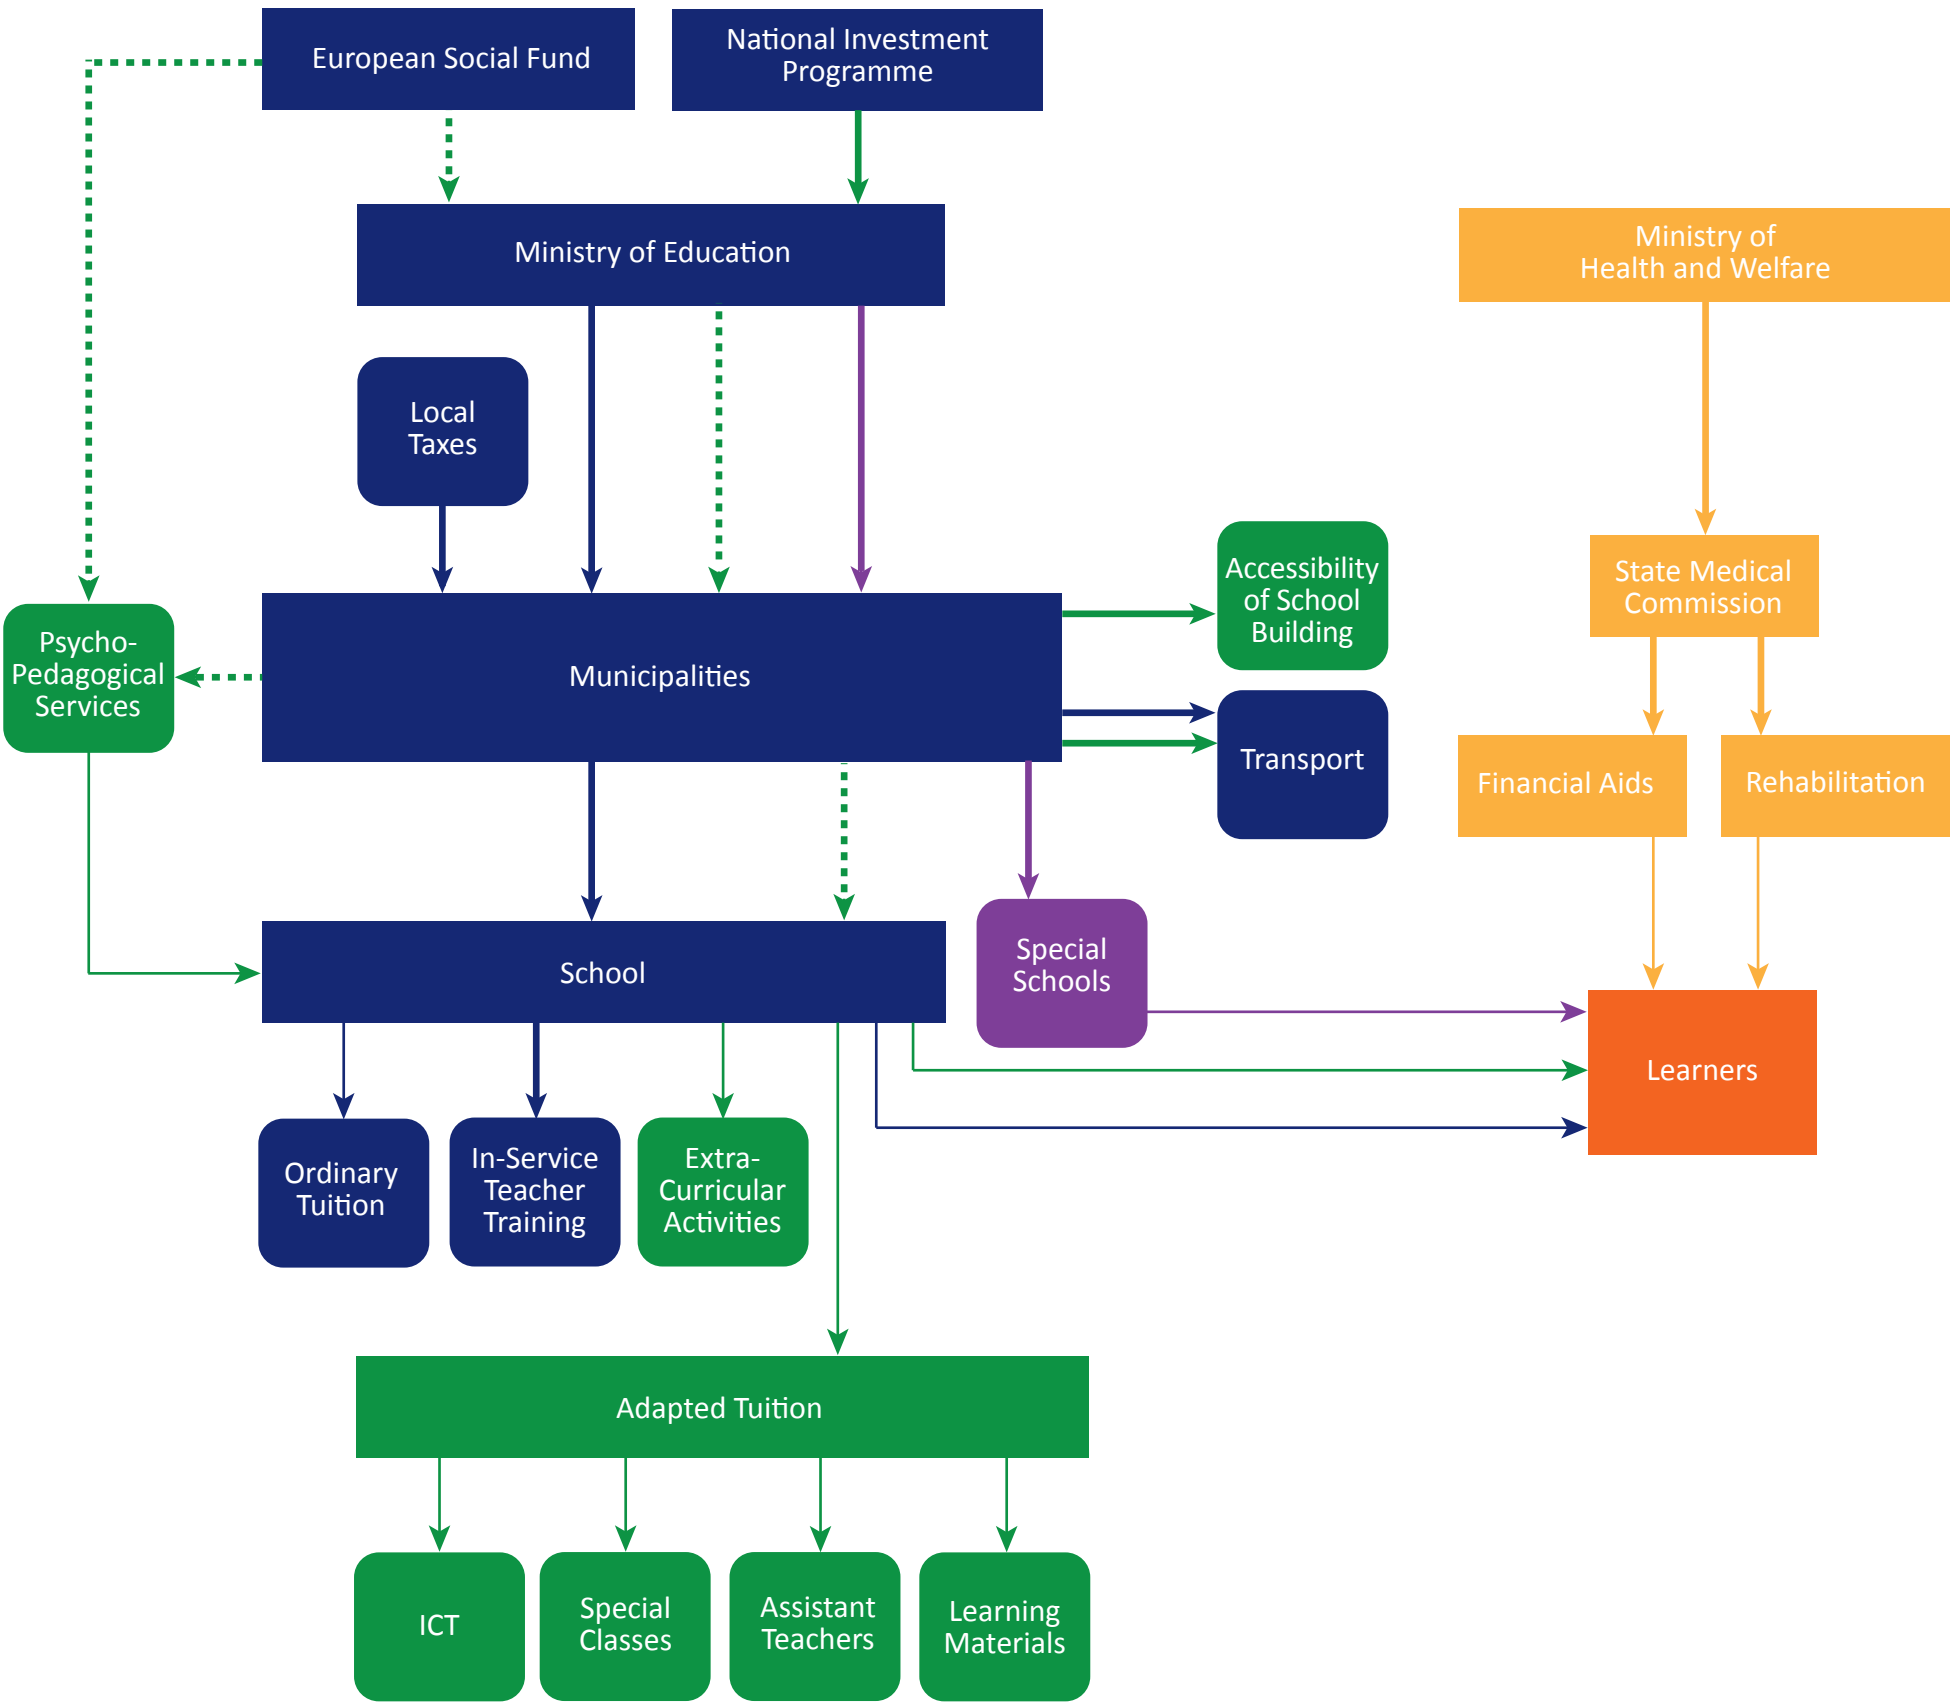 European Social Fund
National Investment
Programme
Ministry of Education
Ministry of
Health and Welfare
Local
Taxes
Accessibility
of School
Building
State Medical
Commission
Psycho-
Pedagogical
Services
Municipalities
Transport
Financial Aids
Rehabilitation
School
Special
Schools
Learners
Ordinary
Tuition
In-Service
Teacher
Training
Extra-
Curricular
Activities
Adapted Tuition
ICT
Special
Classes
Assistant
Teachers
Learning
Materials